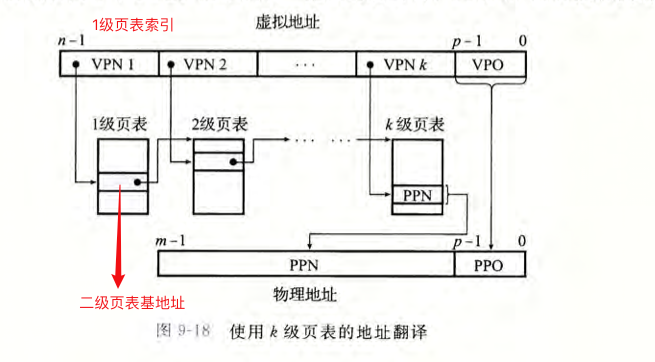 1级页表索引
虚拟地址
n-1 p-1 0
VPN 1 VPN 2 ... VPN k VPO
1级页表 2级页表 ... ... k 级页表
PPN
m-1 p-1 0
PPN PPO
二级页表基地址
物理地址
图 9-18 使用 k 级页表的地址翻译